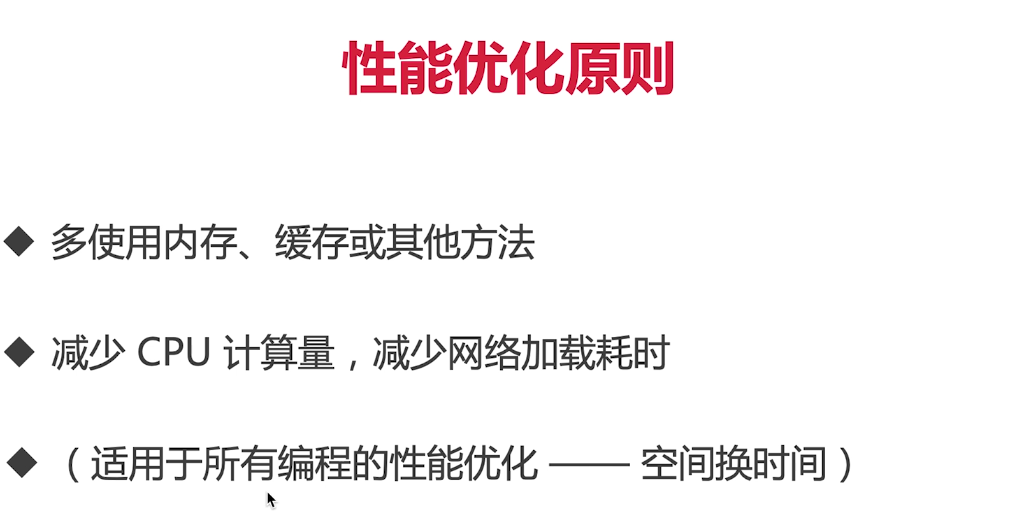 性能优化原则
多使用内存、缓存或其他方法
减少 CPU 计算量，减少网络加载耗时
（适用于所有编程的性能优化 —— 空间换时间）